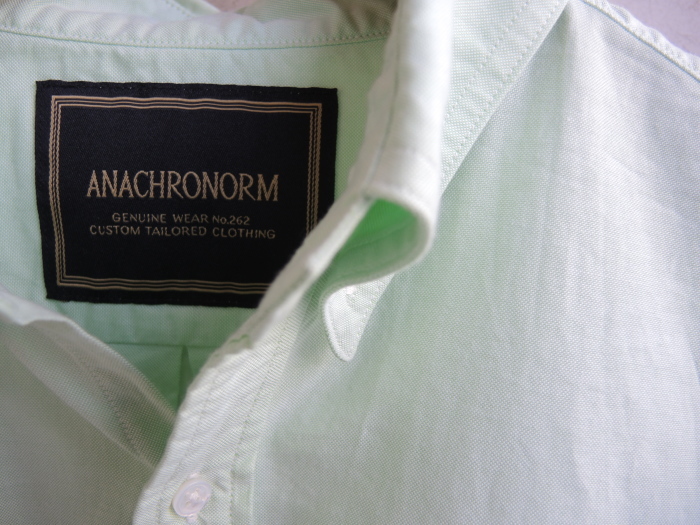 ANACHRONORM
GENUINE WEAR No.262
CUSTOM TAILORED CLOTHING